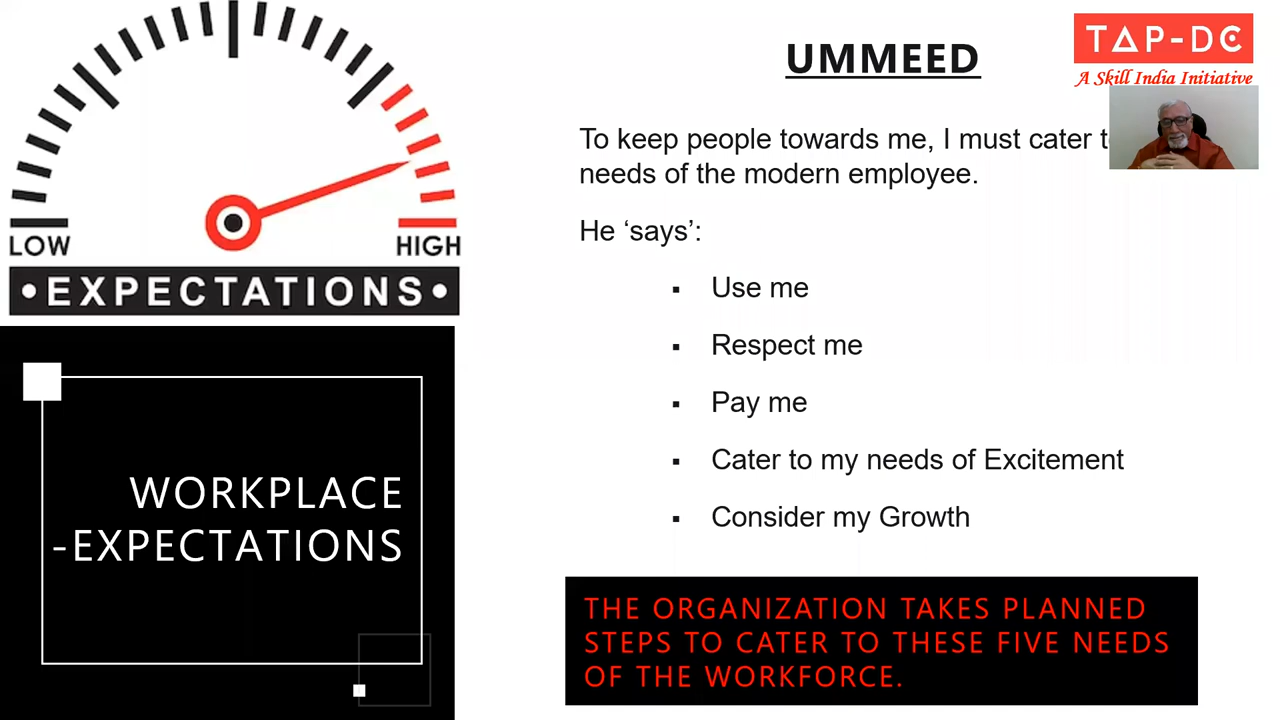 LOW
HIGH
•EXPECTATIONS•
WORKPLACE
-EXPECTATIONS
UMMEED
TAP-DC
A Skill India Initiative
To keep people towards me, I must cater
needs of the modern employee.
He ‘says’:
▪ Use me
▪ Respect me
▪ Pay me
▪ Cater to my needs of Excitement
▪ Consider my Growth
THE ORGANIZATION TAKES PLANNED
STEPS TO CATER TO THESE FIVE NEEDS
OF THE WORKFORCE.